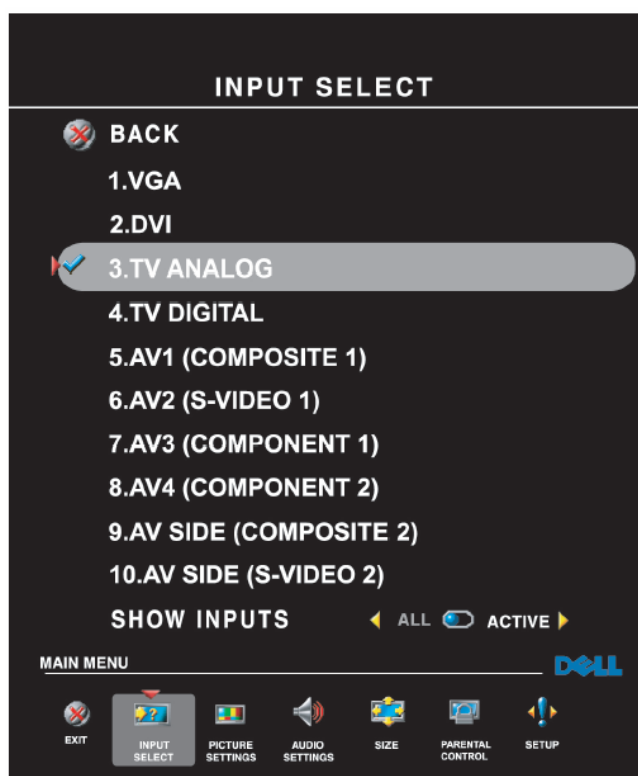 INPUT SELECT
BACK
1.VGA
2.DVI
3.TV ANALOG
4.TV DIGITAL
5.AV1 (COMPOSITE 1)
6.AV2 (S-VIDEO 1)
7.AV3 (COMPONENT 1)
8.AV4 (COMPONENT 2)
9.AV SIDE (COMPOSITE 2)
10.AV SIDE (S-VIDEO 2)
SHOW INPUTS ALL ACTIVE
MAIN MENU
DELL
EXIT
INPUT
SELECT
PICTURE
SETTINGS
AUDIO
SETTINGS
SIZE
PARENTAL
CONTROL
SETUP